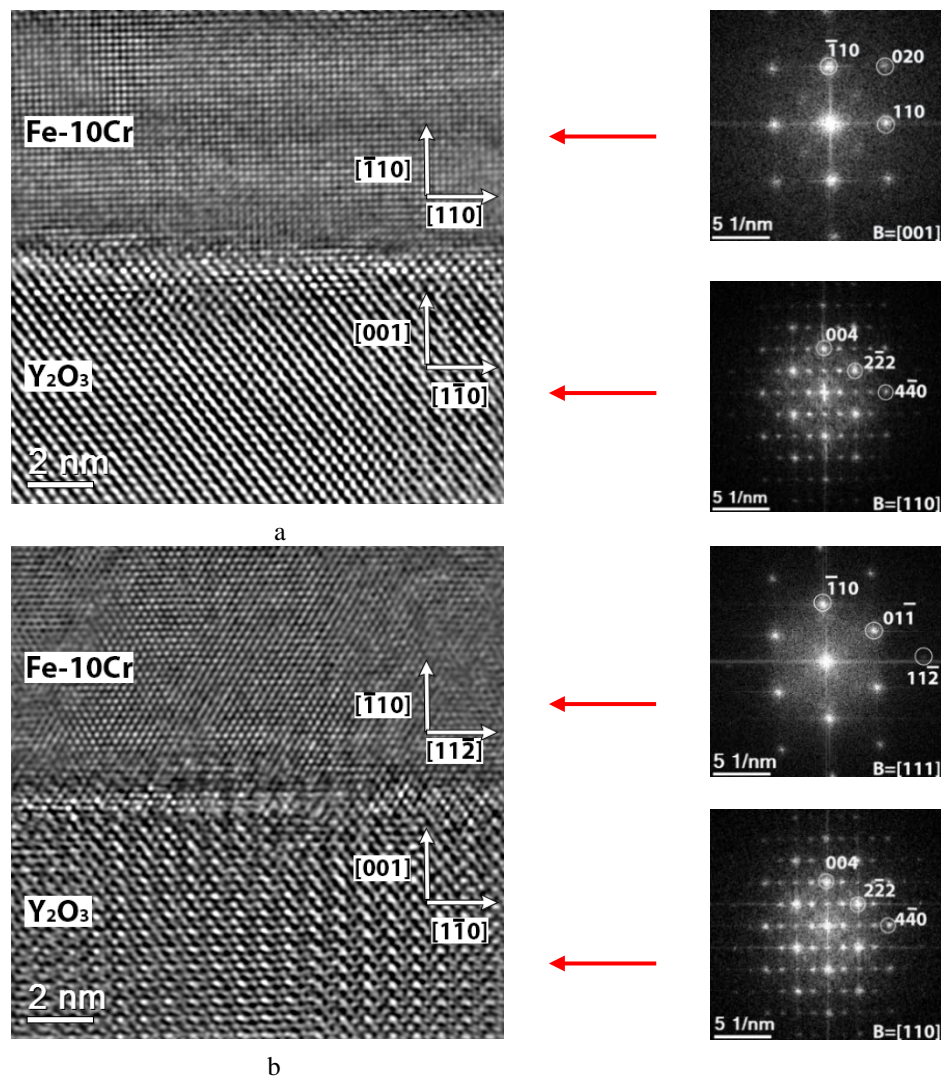 Fe-10Cr
[1̅10]
[110]
[001]
[11̅0]
Y₂O₃
2 nm
1̅10
020
110
5 1/nm
B=[001]
004
22̅2
44̅0
5 1/nm
B=[110]
a
Fe-10Cr
[1̅10]
[112̅]
[001]
[11̅0]
Y₂O₃
2 nm
1̅10
011̅
112̅
5 1/nm
B=[111]
004
22̅2
44̅0
5 1/nm
B=[110]
b